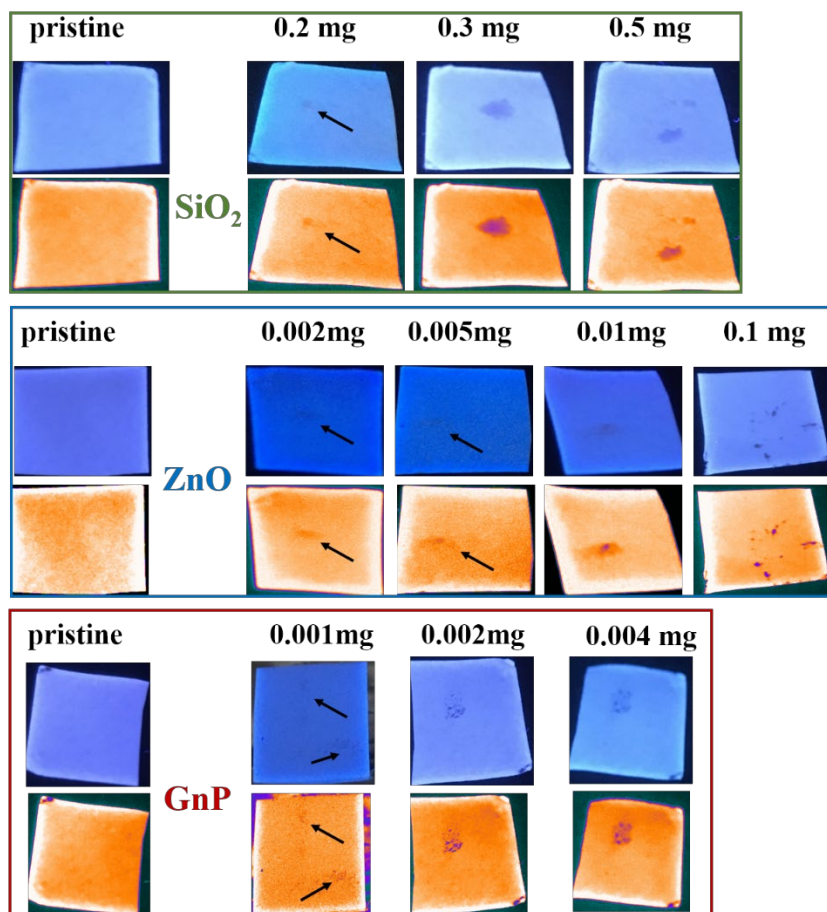 pristine 0.2 mg 0.3 mg 0.5 mg
SiO₂
pristine 0.002mg 0.005mg 0.01mg 0.1 mg
ZnO
pristine 0.001mg 0.002mg 0.004 mg
GnP